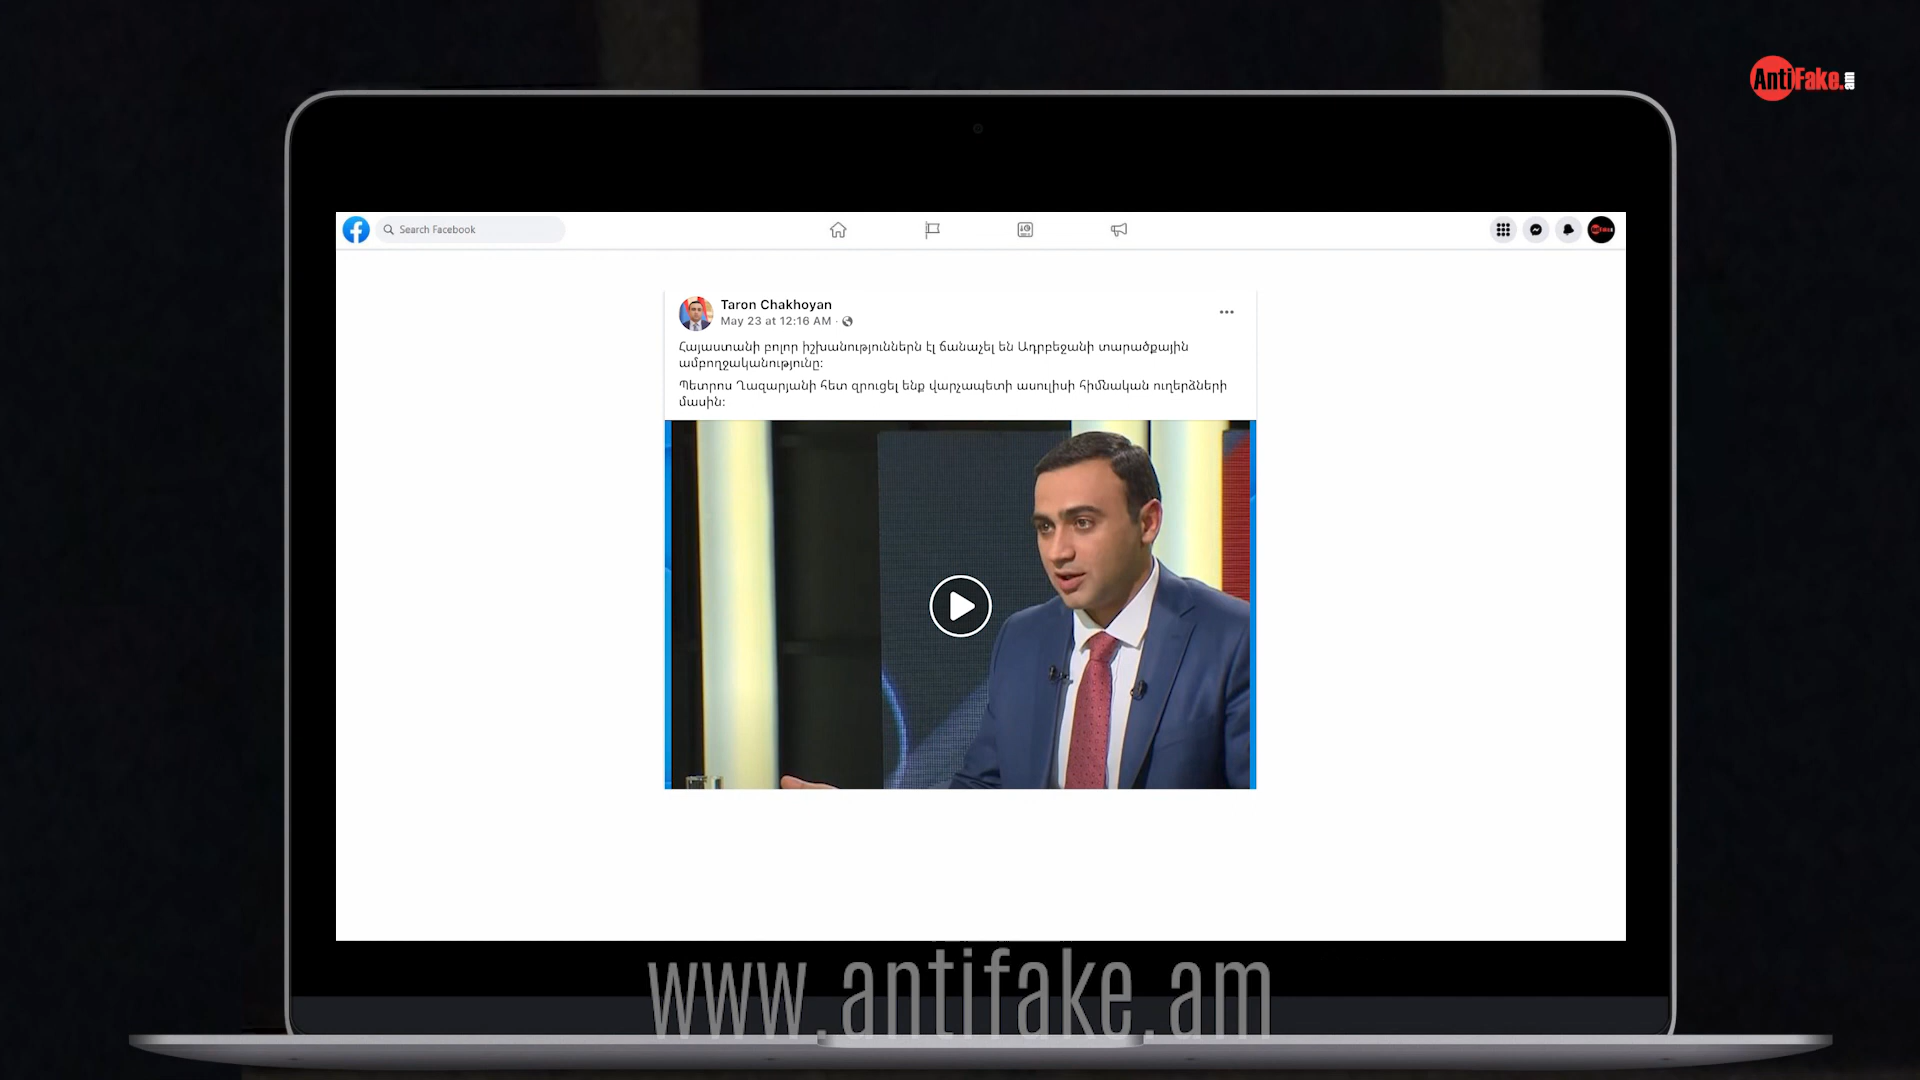 AntiFake.am
Search Facebook
Taron Chakhoyan
May 23 at 12:16 AM ·
Հայաստանի բոլոր իշխանություններն էլ ճանաչել են Ադրբեջանի տարածքային
ամբողջականությունը:
Պետրոս Ղազարյանի հետ զրուցել ենք վարչապետի ասուլիսի հիմնական ուղերձների
մասին:
www.antifake.am